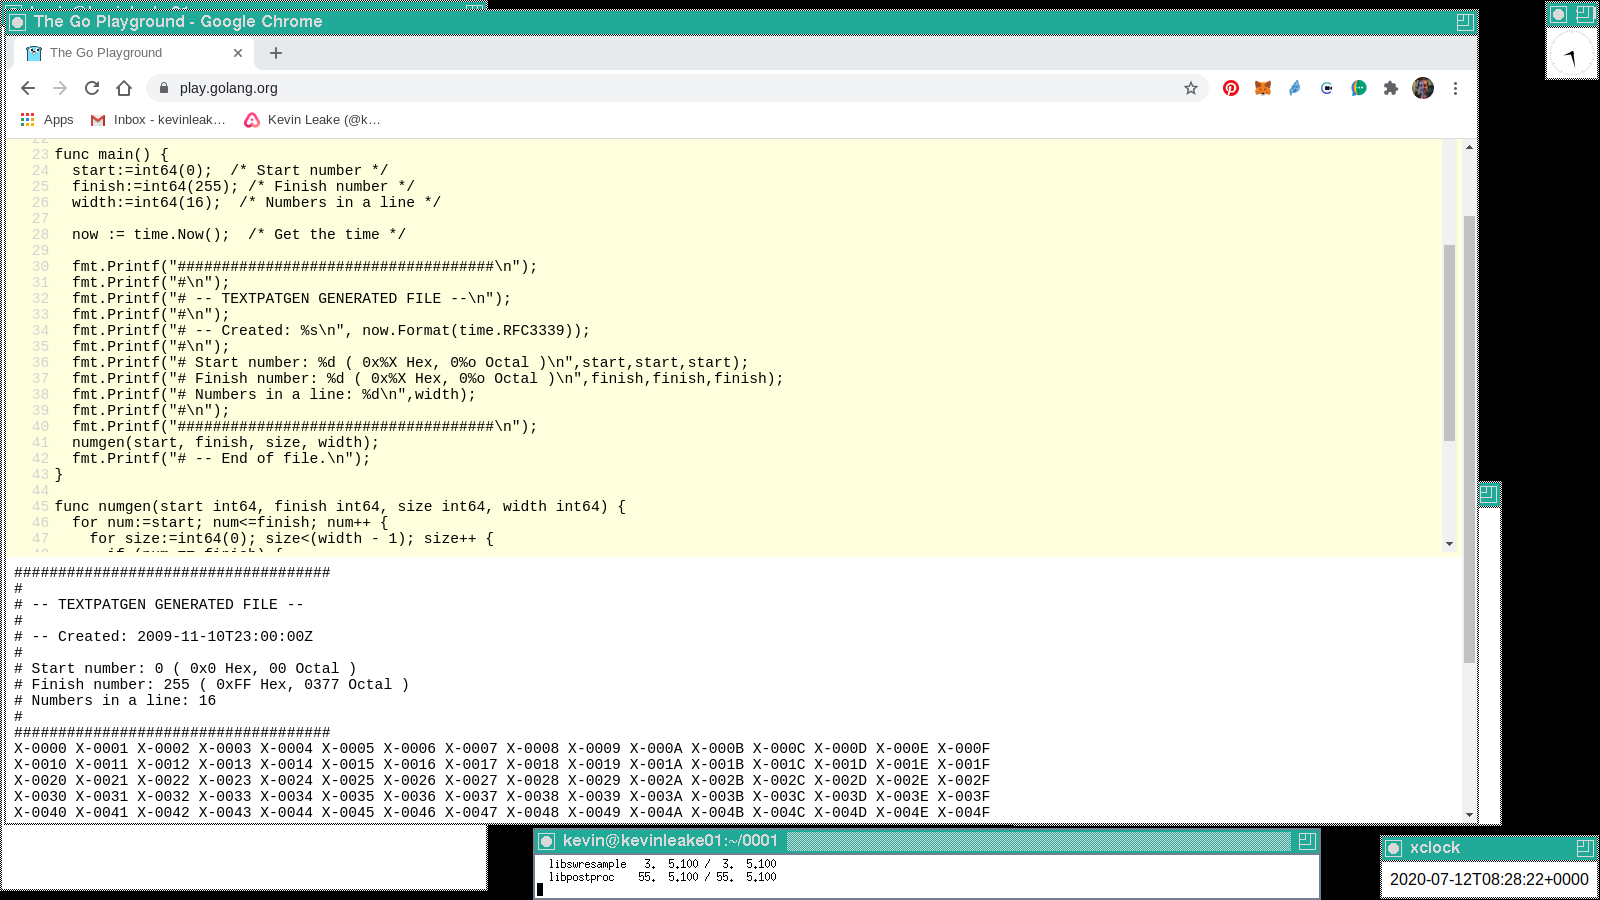 The Go Playground - Google Chrome
The Go Playground
play.golang.org
Apps
Inbox - kevinleak…
Kevin Leake (@k…
22
23 func main() {
24   start:=int64(0);  /* Start number */
25   finish:=int64(255); /* Finish number */
26   width:=int64(16);  /* Numbers in a line */
27
28   now := time.Now();  /* Get the time */
29
30   fmt.Printf("####################################\n");
31   fmt.Printf("#\n");
32   fmt.Printf("# -- TEXTPATGEN GENERATED FILE --\n");
33   fmt.Printf("#\n");
34   fmt.Printf("# -- Created: %s\n", now.Format(time.RFC3339));
35   fmt.Printf("#\n");
36   fmt.Printf("# Start number: %d ( 0x%X Hex, 0%o Octal )\n",start,start,start);
37   fmt.Printf("# Finish number: %d ( 0x%X Hex, 0%o Octal )\n",finish,finish,finish);
38   fmt.Printf("# Numbers in a line: %d\n",width);
39   fmt.Printf("#\n");
40   fmt.Printf("####################################\n");
41   numgen(start, finish, size, width);
42   fmt.Printf("# -- End of file.\n");
43 }
44
45 func numgen(start int64, finish int64, size int64, width int64) {
46   for num:=start; num<=finish; num++ {
47     for size:=int64(0); size<(width - 1); size++ {
48       if (num == finish) {
####################################
#
# -- TEXTPATGEN GENERATED FILE --
#
# -- Created: 2009-11-10T23:00:00Z
#
# Start number: 0 ( 0x0 Hex, 00 Octal )
# Finish number: 255 ( 0xFF Hex, 0377 Octal )
# Numbers in a line: 16
#
####################################
X-0000 X-0001 X-0002 X-0003 X-0004 X-0005 X-0006 X-0007 X-0008 X-0009 X-000A X-000B X-000C X-000D X-000E X-000F
X-0010 X-0011 X-0012 X-0013 X-0014 X-0015 X-0016 X-0017 X-0018 X-0019 X-001A X-001B X-001C X-001D X-001E X-001F
X-0020 X-0021 X-0022 X-0023 X-0024 X-0025 X-0026 X-0027 X-0028 X-0029 X-002A X-002B X-002C X-002D X-002E X-002F
X-0030 X-0031 X-0032 X-0033 X-0034 X-0035 X-0036 X-0037 X-0038 X-0039 X-003A X-003B X-003C X-003D X-003E X-003F
X-0040 X-0041 X-0042 X-0043 X-0044 X-0045 X-0046 X-0047 X-0048 X-0049 X-004A X-004B X-004C X-004D X-004E X-004F
kevin@kevinleake01:~/0001
libswresample   3.  5.100 /  3.  5.100
libpostproc    55.  5.100 / 55.  5.100
xclock
2020-07-12T08:28:22+0000